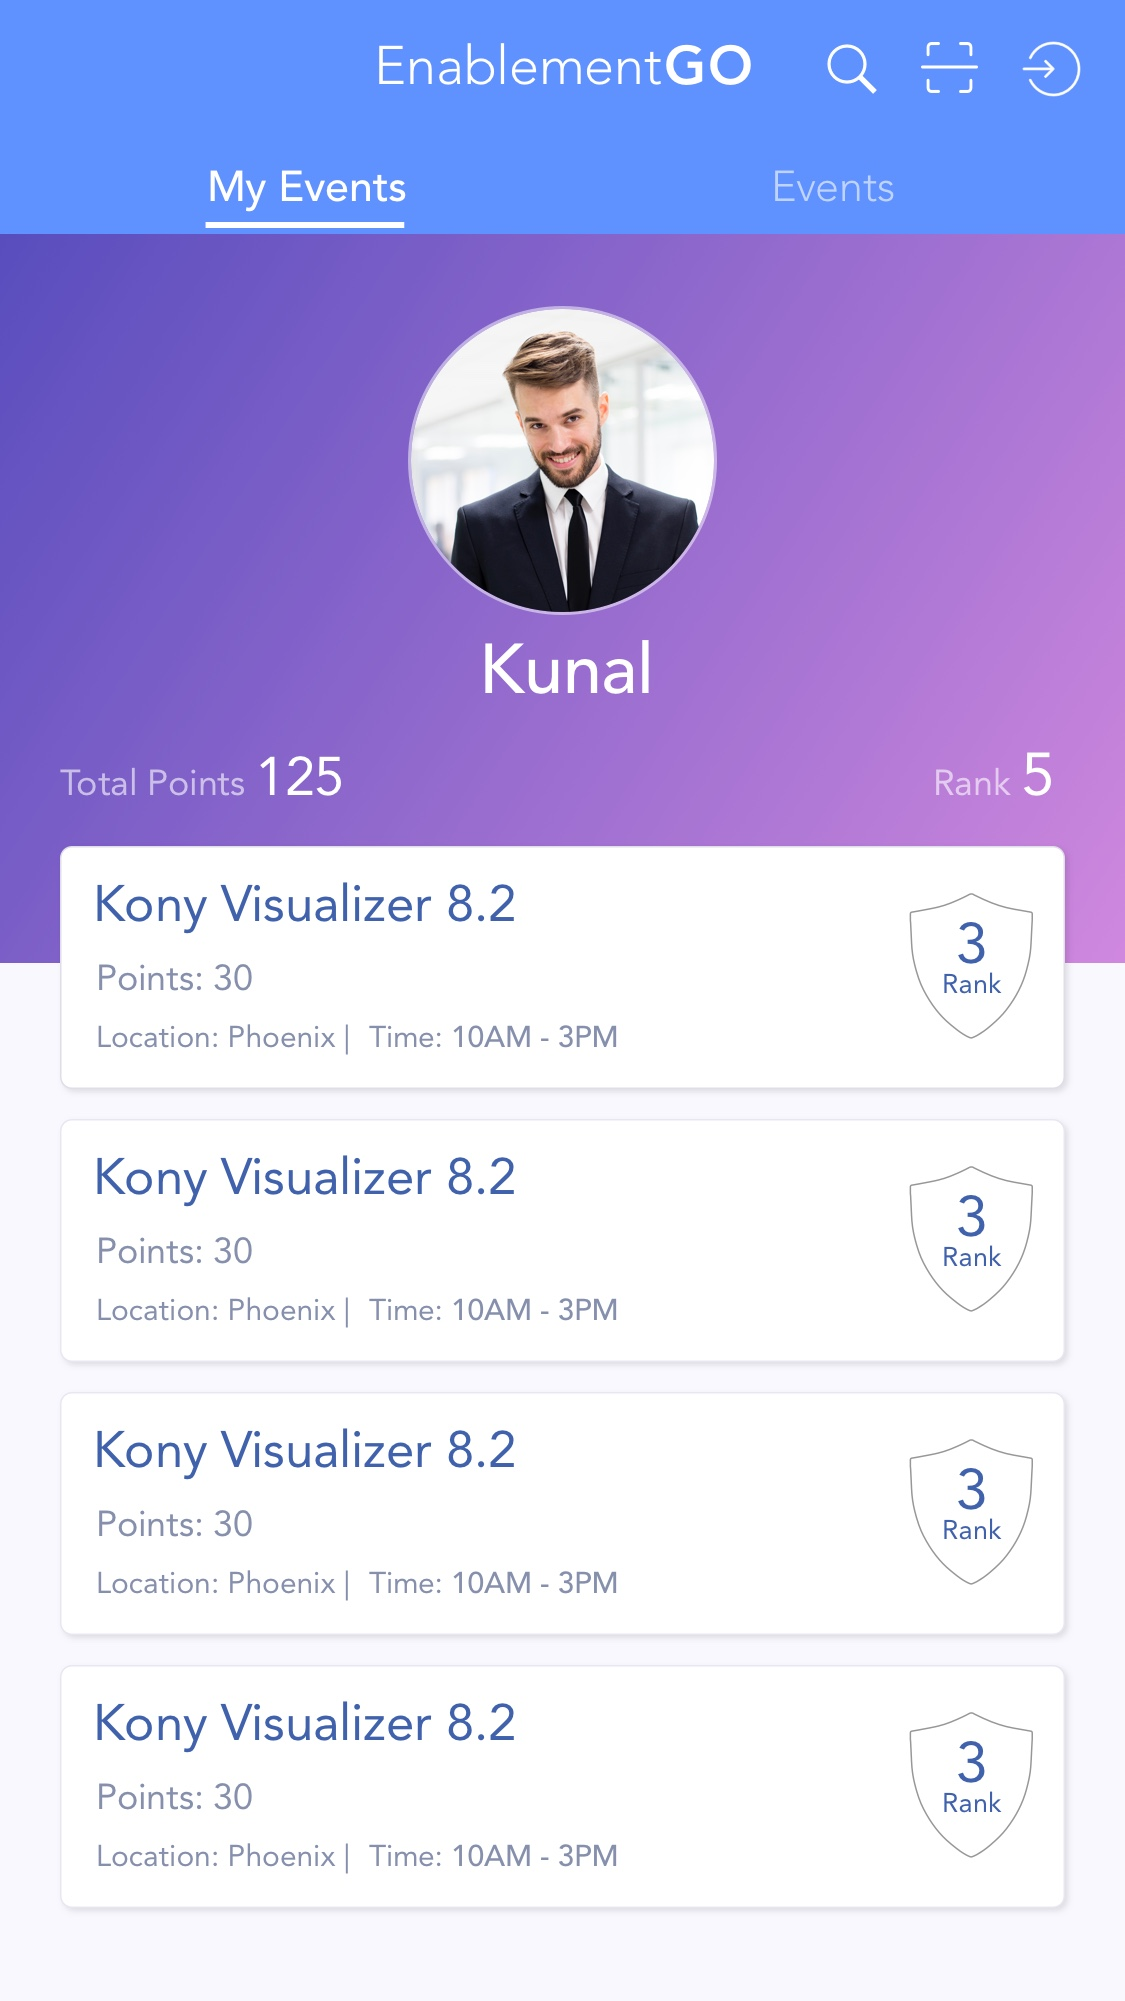 EnablementGO
My Events Events
Kunal
Total Points 125 Rank 5
Kony Visualizer 8.2
Points: 30
Location: Phoenix | Time: 10AM - 3PM
3
Rank
Kony Visualizer 8.2
Points: 30
Location: Phoenix | Time: 10AM - 3PM
3
Rank
Kony Visualizer 8.2
Points: 30
Location: Phoenix | Time: 10AM - 3PM
3
Rank
Kony Visualizer 8.2
Points: 30
Location: Phoenix | Time: 10AM - 3PM
3
Rank